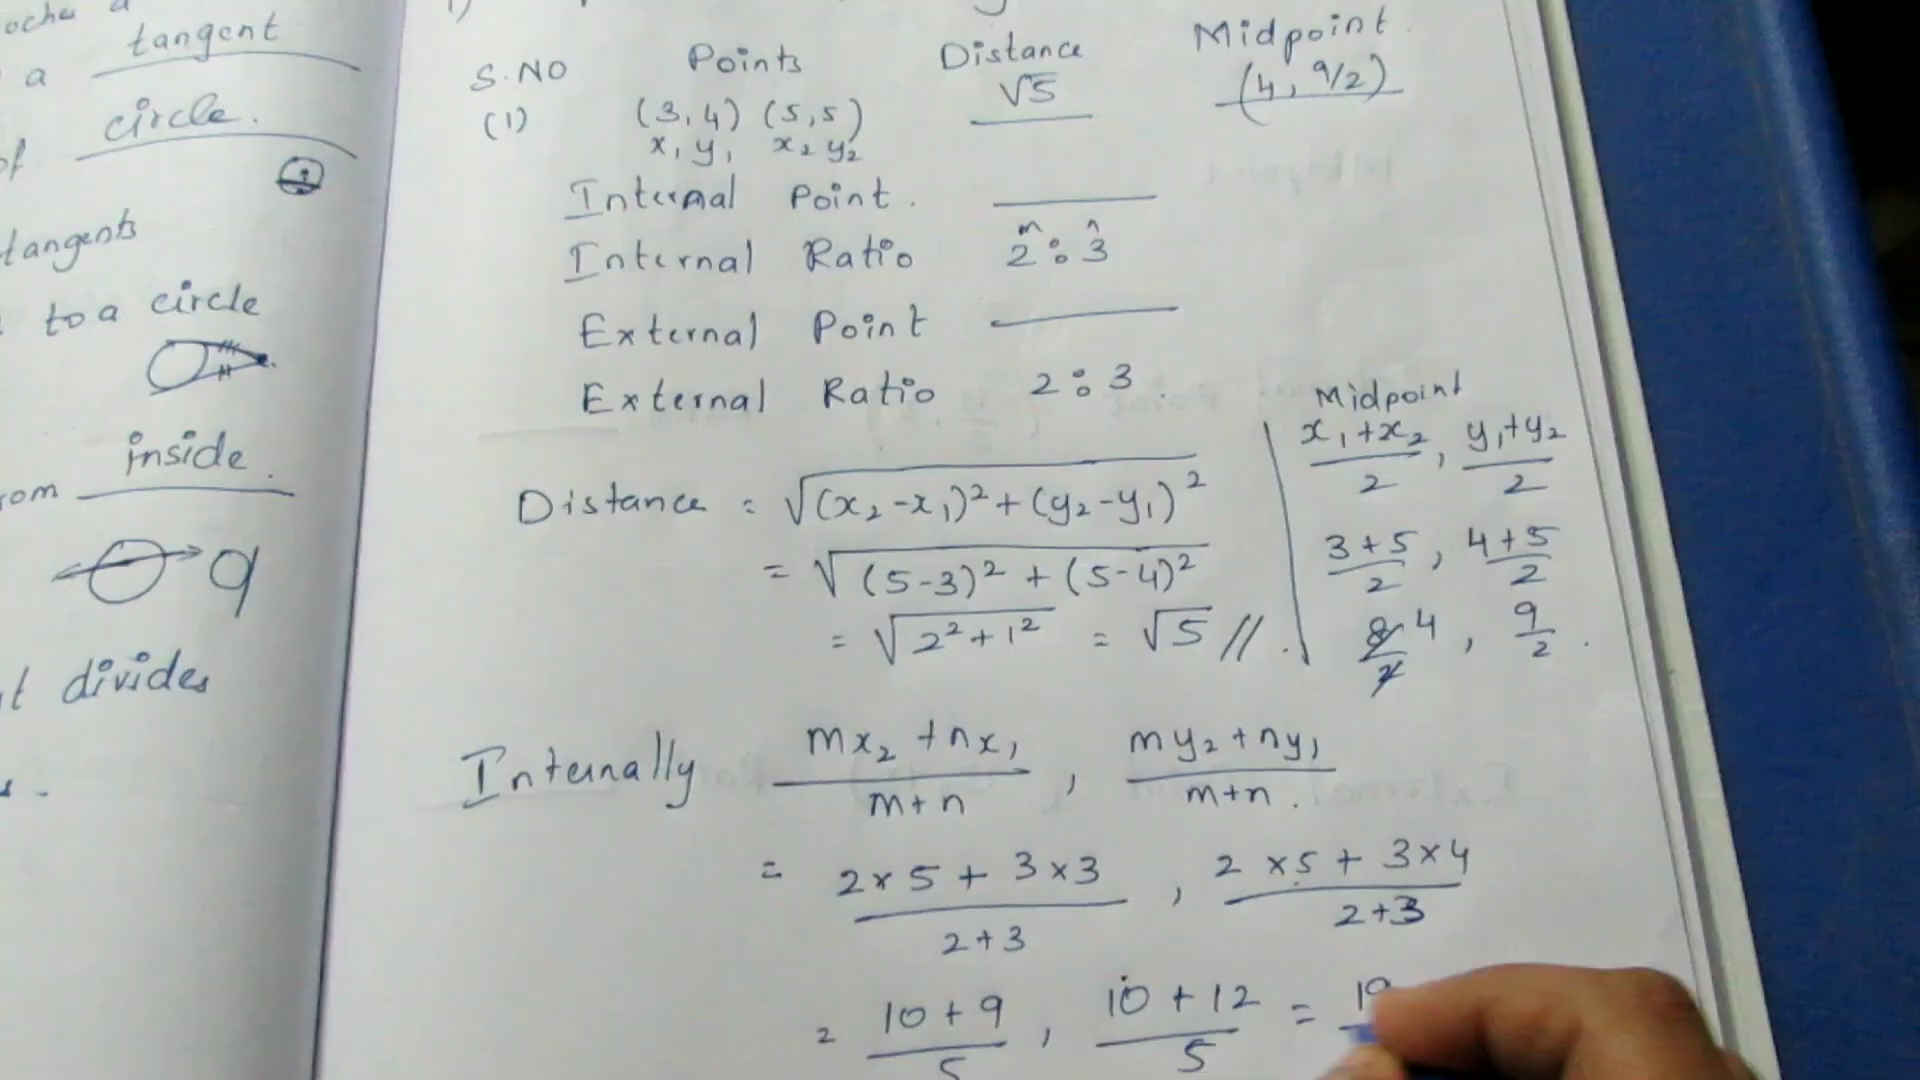 tangent
a
circle.
of
tangents
to a circle
inside.
rom
q
divides
S.NO Points Distance Midpoint
(1) (3,4) (5,5) √5 (4, 9/2)
x₁ y₁ x₂ y₂
Internal Point.
m n
Internal Ratio 2:3
External Point
External Ratio 2:3.
Distance = √(x₂-x₁)²+(y₂-y₁)²
= √(5-3)² + (5-4)²
= √2²+1² = √5 //.
Midpoint
x₁+x₂/2, y₁+y₂/2
3+5/2, 4+5/2
8/2 4, 9/2.
Internally mx₂+nx₁/m+n, my₂+ny₁/m+n.
= 2×5+3×3/2+3, 2×5+3×4/2+3
= 10+9/5, 10+12/5 =